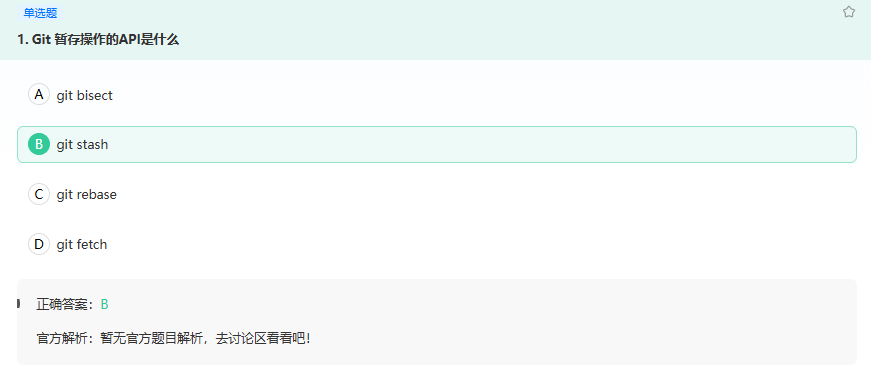 单选题
1. Git 暂存操作的API是什么
A git bisect
B git stash
C git rebase
D git fetch
正确答案：B
官方解析：暂无官方题目解析，去讨论区看看吧！